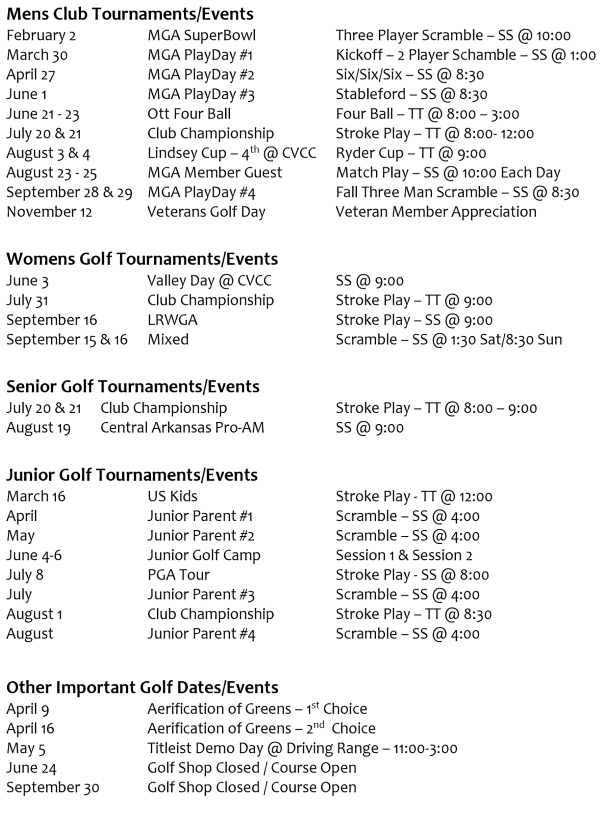 Mens Club Tournaments/Events
February 2 MGA SuperBowl Three Player Scramble – SS @ 10:00
March 30 MGA PlayDay #1 Kickoff – 2 Player Schamble – SS @ 1:00
April 27 MGA PlayDay #2 Six/Six/Six – SS @ 8:30
June 1 MGA PlayDay #3 Stableford – SS @ 8:30
June 21 - 23 Ott Four Ball Four Ball – TT @ 8:00 – 3:00
July 20 & 21 Club Championship Stroke Play – TT @ 8:00- 12:00
August 3 & 4 Lindsey Cup – 4th @ CVCC Ryder Cup – TT @ 9:00
August 23 - 25 MGA Member Guest Match Play – SS @ 10:00 Each Day
September 28 & 29 MGA PlayDay #4 Fall Three Man Scramble – SS @ 8:30
November 12 Veterans Golf Day Veteran Member Appreciation
Womens Golf Tournaments/Events
June 3 Valley Day @ CVCC SS @ 9:00
July 31 Club Championship Stroke Play – TT @ 9:00
September 16 LRWGA Stroke Play – SS @ 9:00
September 15 & 16 Mixed Scramble – SS @ 1:30 Sat/8:30 Sun
Senior Golf Tournaments/Events
July 20 & 21 Club Championship Stroke Play – TT @ 8:00 – 9:00
August 19 Central Arkansas Pro-AM SS @ 9:00
Junior Golf Tournaments/Events
March 16 US Kids Stroke Play - TT @ 12:00
April Junior Parent #1 Scramble – SS @ 4:00
May Junior Parent #2 Scramble – SS @ 4:00
June 4-6 Junior Golf Camp Session 1 & Session 2
July 8 PGA Tour Stroke Play - SS @ 8:00
July Junior Parent #3 Scramble – SS @ 4:00
August 1 Club Championship Stroke Play – TT @ 8:30
August Junior Parent #4 Scramble – SS @ 4:00
Other Important Golf Dates/Events
April 9 Aerification of Greens – 1st Choice
April 16 Aerification of Greens – 2nd Choice
May 5 Titleist Demo Day @ Driving Range – 11:00-3:00
June 24 Golf Shop Closed / Course Open
September 30 Golf Shop Closed / Course Open